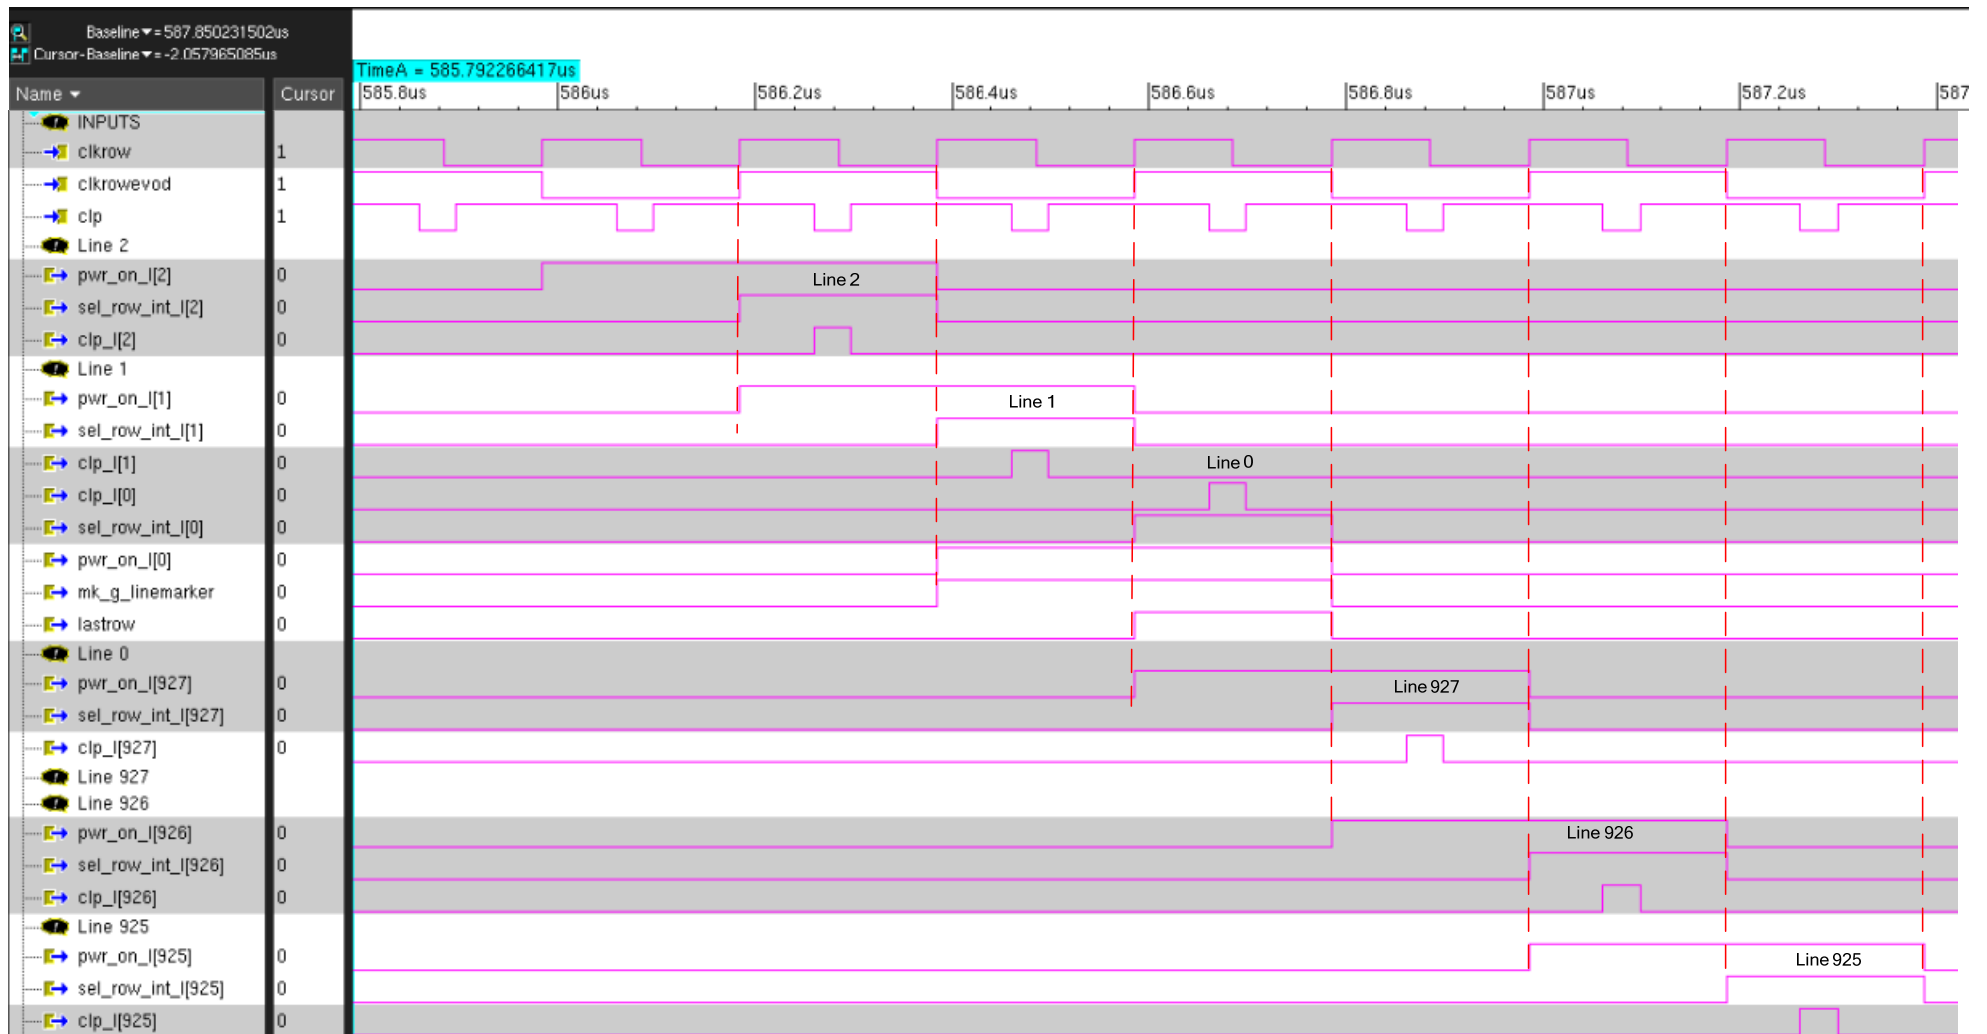 Baseline▼=587.850231502us
Cursor-Baseline▼=-2.057965085us
TimeA = 585.792266417us
Name▼ Cursor 585.8us 586us 586.2us 586.4us 586.6us 586.8us 587us 587.2us 587
INPUTS
clkrow 1
clkrowevod 1
clp 1
Line 2
pwr_on_l[2] 0 Line 2
sel_row_int_l[2] 0
clp_l[2] 0
Line 1
pwr_on_l[1] 0 Line 1
sel_row_int_l[1] 0
clp_l[1] 0 Line 0
clp_l[0] 0
sel_row_int_l[0] 0
pwr_on_l[0] 0
mk_g_linemarker 0
lastrow 0
Line 0
pwr_on_l[927] 0 Line 927
sel_row_int_l[927] 0
clp_l[927] 0
Line 927
Line 926
pwr_on_l[926] 0 Line 926
sel_row_int_l[926] 0
clp_l[926] 0
Line 925
pwr_on_l[925] 0 Line 925
sel_row_int_l[925] 0
clp_l[925] 0